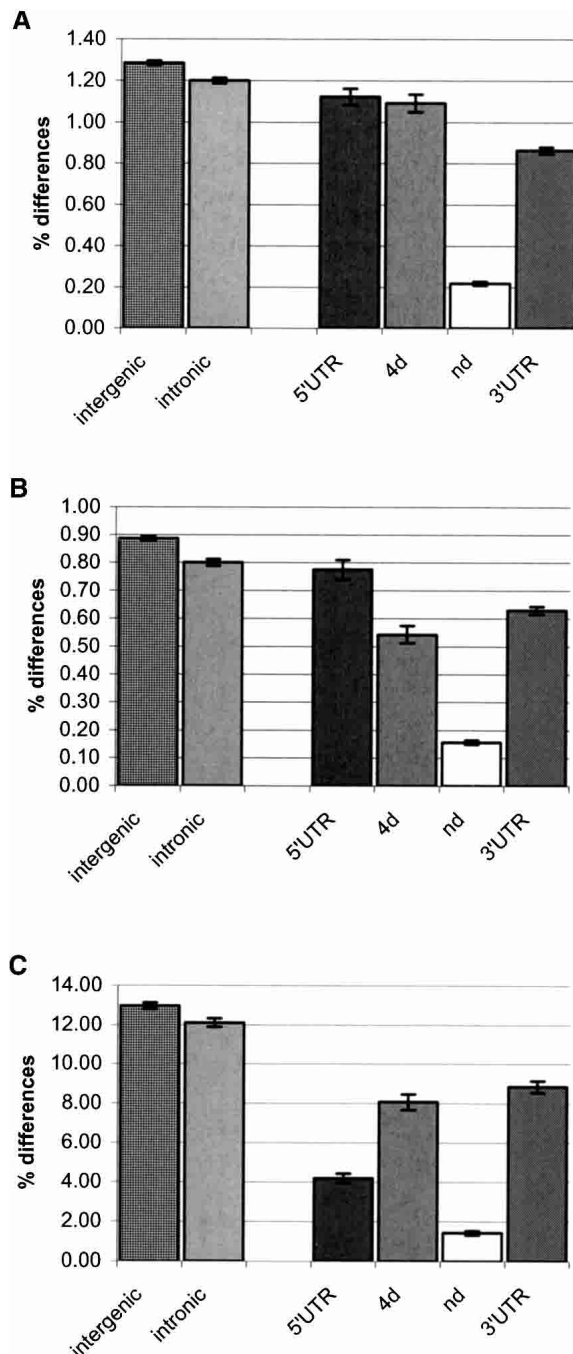 A
% differences
1.40
1.20
1.00
0.80
0.60
0.40
0.20
0.00
intergenic
intronic
5'UTR
4d
nd
3'UTR
B
% differences
1.00
0.90
0.80
0.70
0.60
0.50
0.40
0.30
0.20
0.10
0.00
intergenic
intronic
5'UTR
4d
nd
3'UTR
C
% differences
14.00
12.00
10.00
8.00
6.00
4.00
2.00
0.00
intergenic
intronic
5'UTR
4d
nd
3'UTR